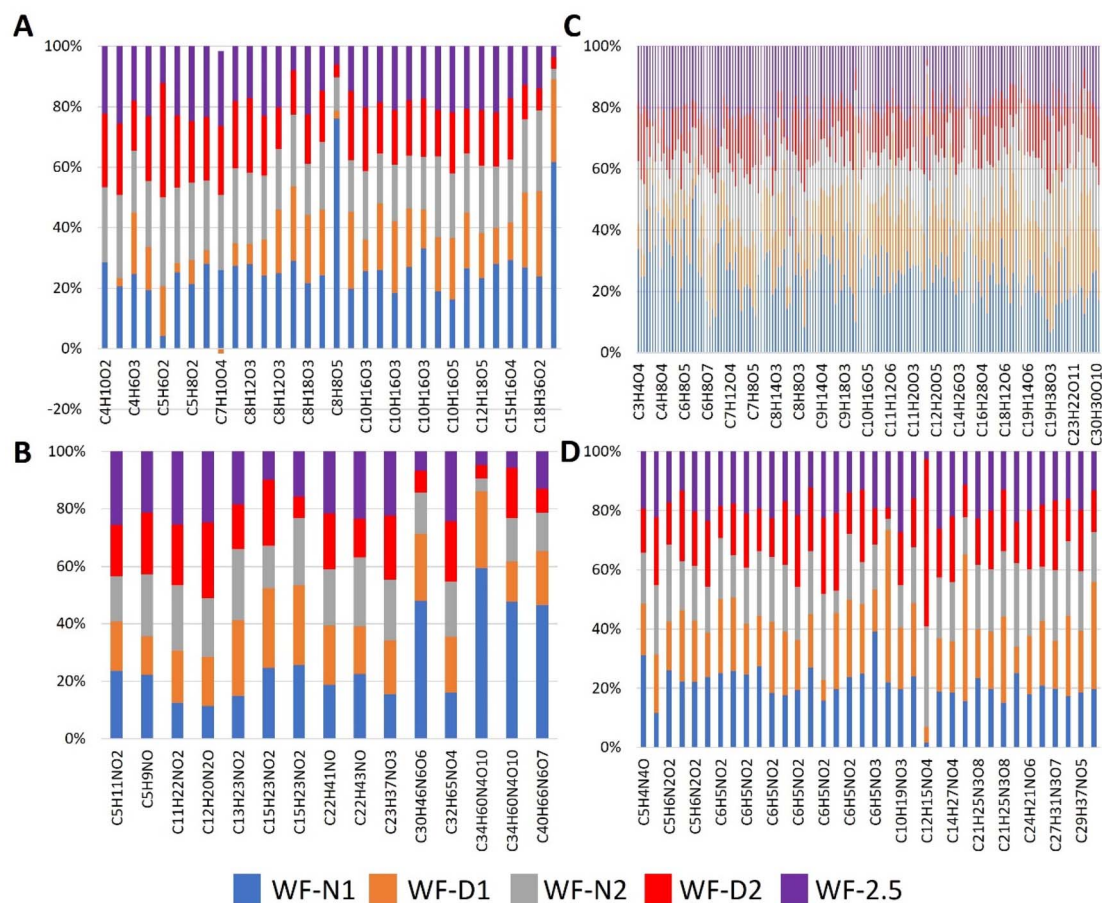 A
100%
80%
60%
40%
20%
0%
-20%
C4H10O2
C4H6O3
C5H6O2
C5H8O2
C7H10O4
C8H12O3
C8H12O3
C8H18O3
C8H8O5
C10H16O3
C10H16O3
C10H16O3
C10H16O5
C12H18O5
C15H16O4
C18H36O2
C
100%
80%
60%
40%
20%
0%
C3H4O4
C4H8O4
C6H8O5
C6H8O7
C7H12O4
C7H8O5
C8H14O3
C8H8O3
C9H14O4
C9H18O3
C10H16O5
C11H12O6
C11H20O3
C12H20O5
C14H26O3
C16H28O4
C18H12O6
C19H14O6
C19H38O3
C23H22O11
C30H30O10
B
100%
80%
60%
40%
20%
0%
C5H11NO2
C5H9NO
C11H22NO2
C12H20N2O
C13H23NO2
C15H23NO2
C15H23NO2
C22H41NO
C22H43NO
C23H37NO3
C30H46N6O6
C32H65NO4
C34H60N4O10
C34H60N4O10
C40H66N6O7
D
100%
80%
60%
40%
20%
0%
C5H4N4O
C5H6N2O2
C5H6N2O2
C6H5NO2
C6H5NO2
C6H5NO2
C6H5NO2
C6H5NO2
C6H5NO2
C6H5NO3
C10H19NO3
C12H15NO4
C14H27NO4
C21H25N3O8
C21H25N3O8
C24H21NO6
C27H31N3O7
C29H37NO5
WF-N1 WF-D1 WF-N2 WF-D2 WF-2.5